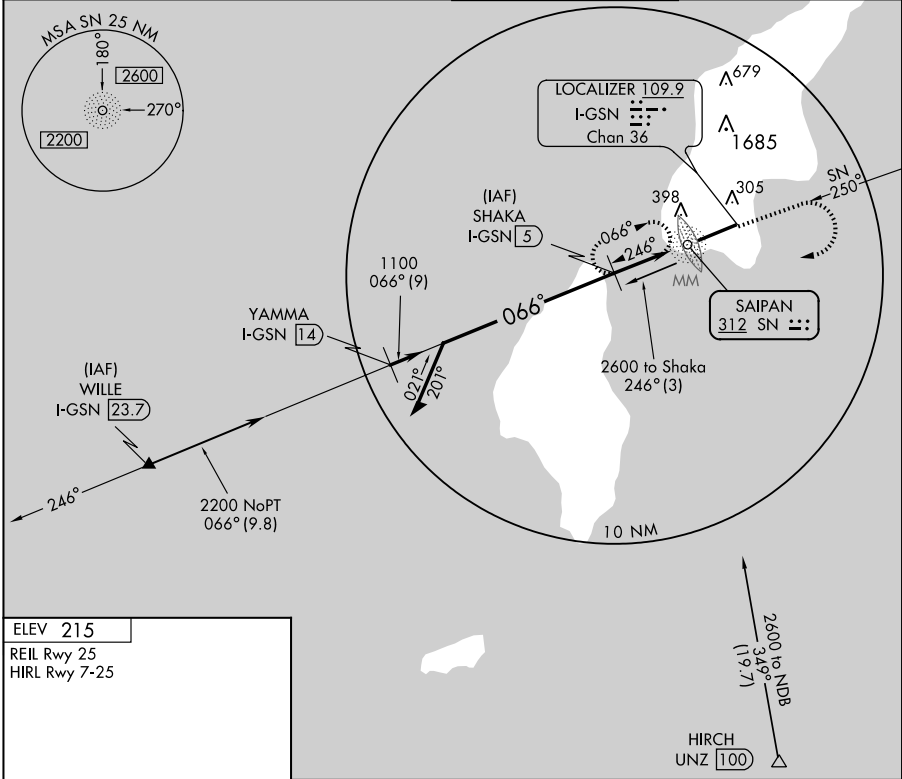 MSA SN 25 NM
180°
2600
270°
2200
LOCALIZER 109.9
I-GSN
Chan 36
679
1685
305
398
SN
250°
(IAF)
SHAKA
I-GSN 5
066°
246°
MM
SAIPAN
312 SN
1100
066° (9)
YAMMA
I-GSN 14
066°
021°
201°
2600 to Shaka
246° (3)
(IAF)
WILLE
I-GSN 23.7
246°
2200 NoPT
066° (9.8)
10 NM
ELEV 215
REIL Rwy 25
HIRL Rwy 7-25
2600 to NDB
349°
(19.7)
HIRCH
UNZ 100